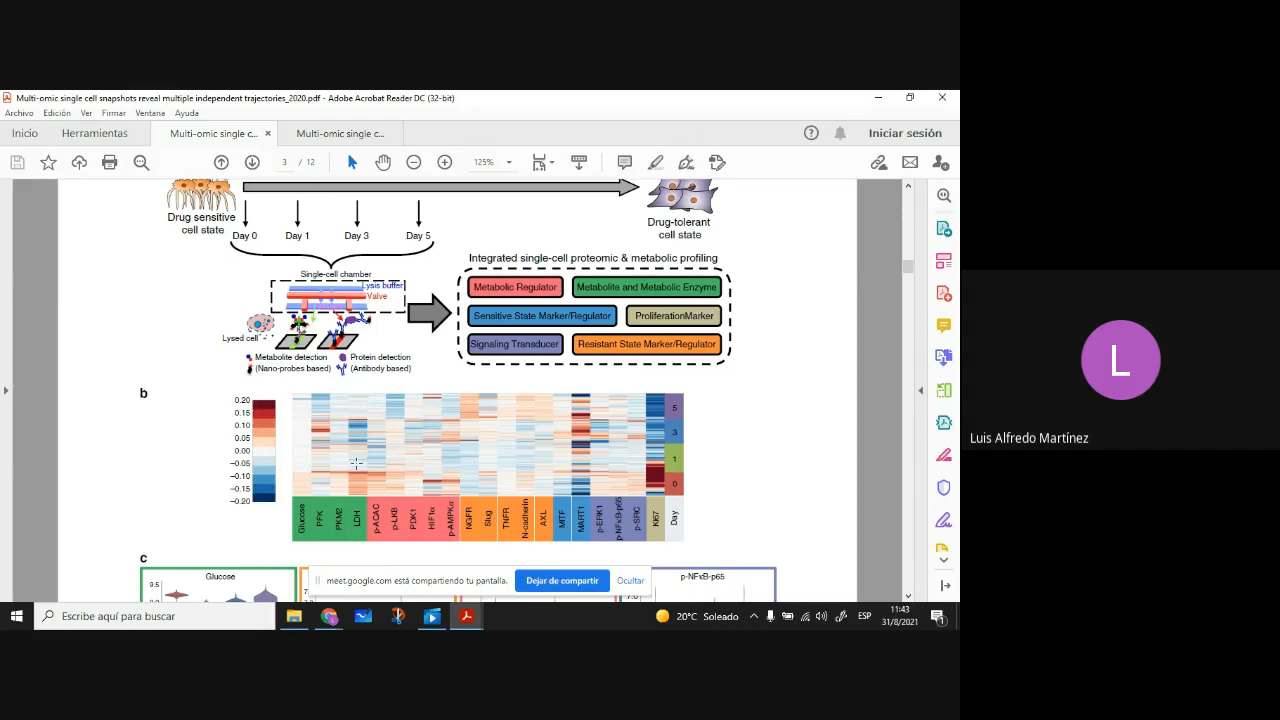 Multi-omic single cell snapshots reveal multiple independent trajectories_2020.pdf - Adobe Acrobat Reader DC (32-bit)
Archivo Edición Ver Firmar Ventana Ayuda
Inicio Herramientas Multi-omic single c... × Multi-omic single c... Iniciar sesión
3 / 12 125%
Drug sensitive
cell state
Day 0 Day 1 Day 3 Day 5
Drug-tolerant
cell state
Single-cell chamber
Lysis buffer
Valve
Lysed cell
Metabolite detection
(Nano-probes based)
Protein detection
(Antibody based)
Integrated single-cell proteomic & metabolic profiling
Metabolic Regulator Metabolite and Metabolic Enzyme
Sensitive State Marker/Regulator ProliferationMarker
Signaling Transducer Resistant State Marker/Regulator
b
0.20
0.15
0.10
0.05
0.00
−0.05
−0.10
−0.15
−0.20
5
3
1
0
Glucose PFK PKM2 LDH p-ACAC p-LKB PDK1 HIF1α p-AMPKα NGFR Slug TNFR N-cadherin AXL MITF MART1 p-ERK1 p-NFκB-p65 p-SRC Ki67 Day
c
Glucose
9.5
p-NFκB-p65
meet.google.com está compartiendo tu pantalla. Dejar de compartir Ocultar
L
Luis Alfredo Martínez
Escribe aquí para buscar
20°C Soleado
ESP
11:43
31/8/2021
1